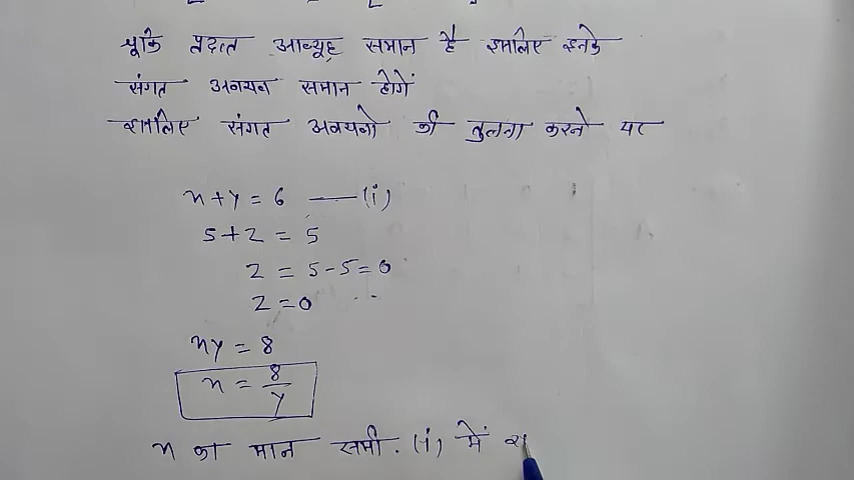 चूंकि प्रदत्त आव्यूह समान है इसलिए इनके
संगत अवयव समान होगें
इसलिए संगत अवयवो की तुलना करने पर
x+y = 6 —(i)
5+z = 5
z = 5-5=0
z =0
xy = 8
x = 8/y
x का मान समी. (i) में